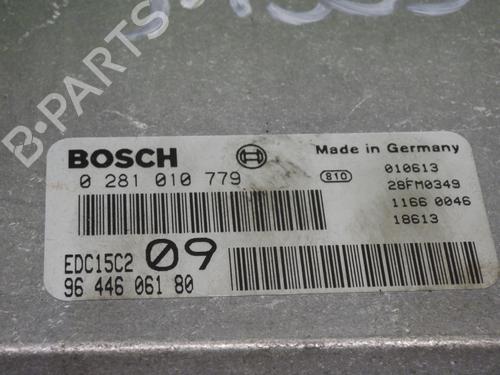 B-PARTS
BOSCH
Made in Germany
0 281 010 779
810
010613
28FM0349
1166 0046
18613
EDC15C2 09
96 446 061 80